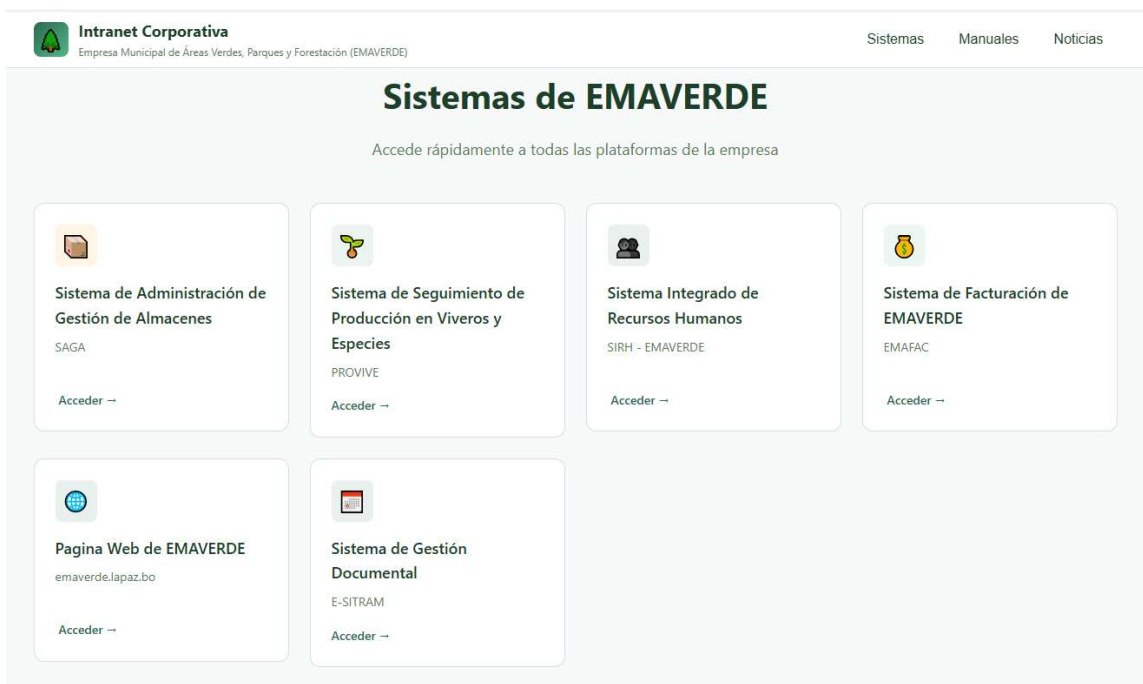 Intranet Corporativa
Empresa Municipal de Áreas Verdes, Parques y Forestación (EMAVERDE)
Sistemas
Manuales
Noticias
Sistemas de EMAVERDE
Accede rápidamente a todas las plataformas de la empresa
Sistema de Administración de
Gestión de Almacenes
SAGA
Acceder →
Sistema de Seguimiento de
Producción en Viveros y
Especies
PROVIVE
Acceder →
Sistema Integrado de
Recursos Humanos
SIRH - EMAVERDE
Acceder →
Sistema de Facturación de
EMAVERDE
EMAFAC
Acceder →
Pagina Web de EMAVERDE
emaverde.lapaz.bo
Acceder →
Sistema de Gestión
Documental
E-SITRAM
Acceder →